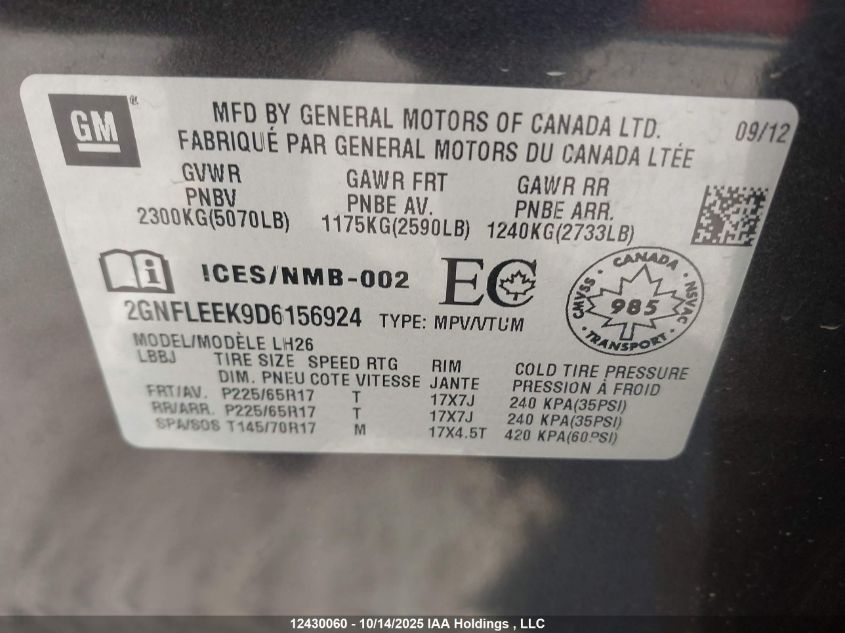 GM®
MFD BY GENERAL MOTORS OF CANADA LTD.
09/12
FABRIQUÉ PAR GENERAL MOTORS DU CANADA LTÉE
GVWR GAWR FRT GAWR RR
PNBV PNBE AV. PNBE ARR.
2300KG(5070LB) 1175KG(2590LB) 1240KG(2733LB)
ICES/NMB-002 EC
CANADA
CMVSS 985 NSVAC
TRANSPORT
2GNFLEEK9D6156924 TYPE: MPV/VTUM
MODEL/MODÈLE LH26
LBBJ TIRE SIZE SPEED RTG RIM COLD TIRE PRESSURE
DIM. PNEU COTE VITESSE JANTE PRESSION À FROID
FRT/AV. P225/65R17 T 17X7J 240 KPA(35PSI)
RR/ARR. P225/65R17 T 17X7J 240 KPA(35PSI)
SPA/SOS T145/70R17 M 17X4.5T 420 KPA(60PSI)
12430060 - 10/14/2025 IAA Holdings , LLC